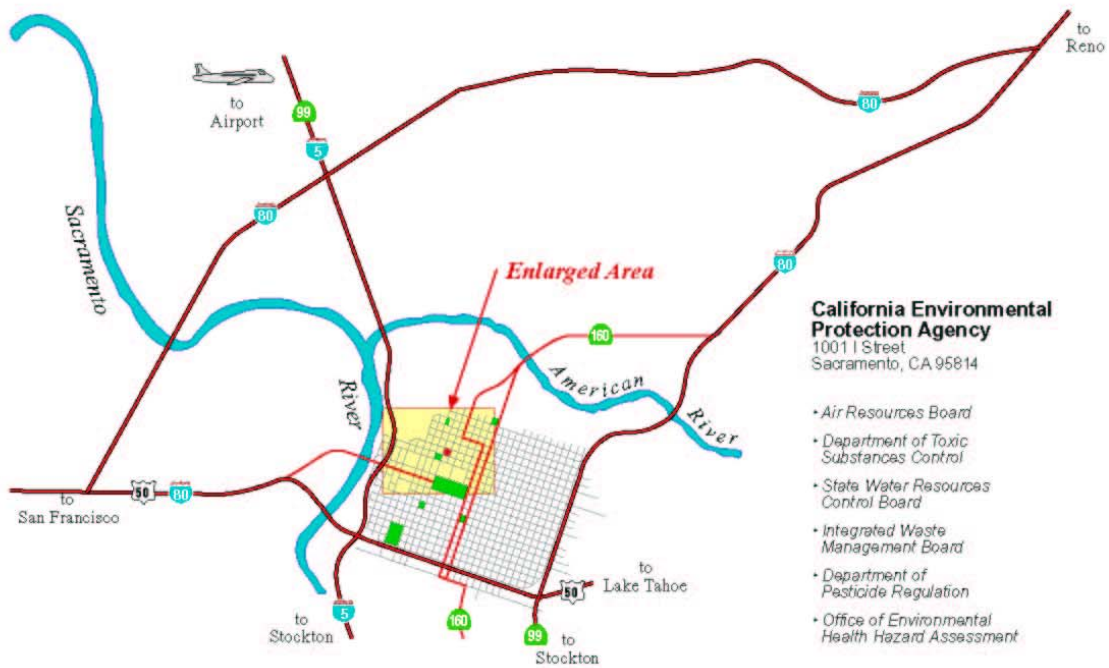 to
Reno
to
Airport
99
5
80
80
80
Sacramento
River
Enlarged Area
160
American
River
California Environmental
Protection Agency
1001 I Street
Sacramento, CA 95814
• Air Resources Board
• Department of Toxic
Substances Control
• State Water Resources
Control Board
• Integrated Waste
Management Board
• Department of
Pesticide Regulation
• Office of Environmental
Health Hazard Assessment
50
80
to
San Francisco
to
Lake Tahoe
50
to
Stockton
5
160
99
to
Stockton